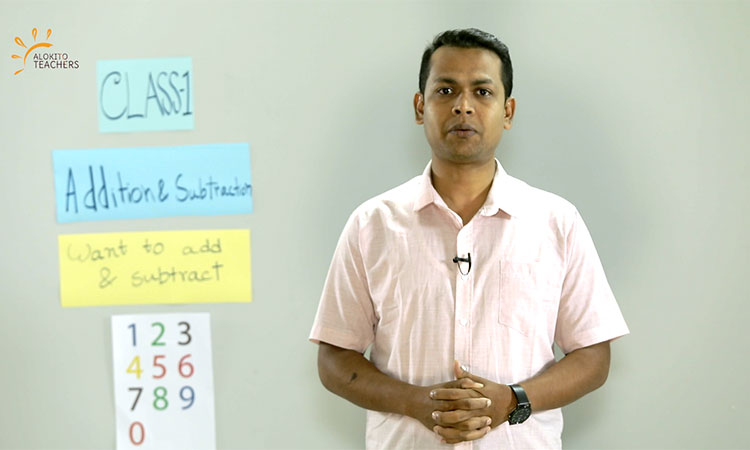 ALOKITO
TEACHERS
CLASS-1
Addition & Subtraction
Want to add
& subtract
1 2 3
4 5 6
7 8 9
0